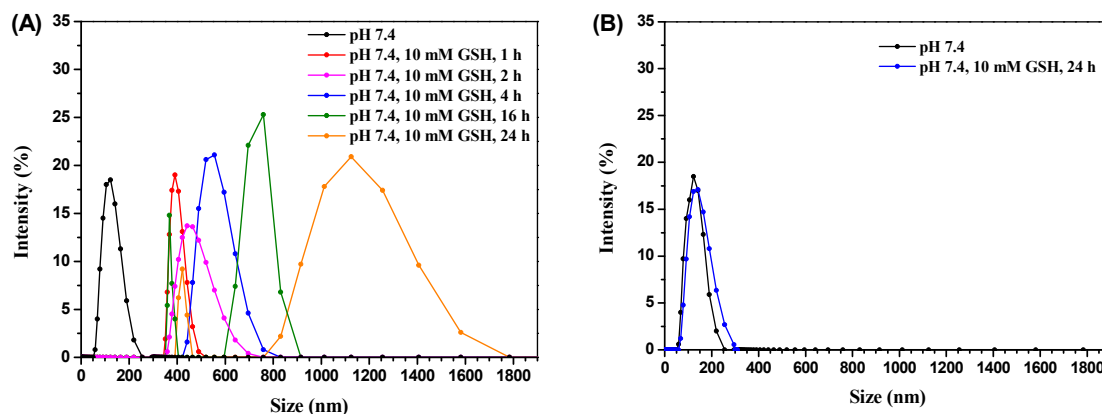 (A)
35
30
25
20
15
10
5
0
Intensity (%)
pH 7.4
pH 7.4, 10 mM GSH, 1 h
pH 7.4, 10 mM GSH, 2 h
pH 7.4, 10 mM GSH, 4 h
pH 7.4, 10 mM GSH, 16 h
pH 7.4, 10 mM GSH, 24 h
0 200 400 600 800 1000 1200 1400 1600 1800
Size (nm)
(B)
35
30
25
20
15
10
5
0
Intensity (%)
pH 7.4
pH 7.4, 10 mM GSH, 24 h
0 200 400 600 800 1000 1200 1400 1600 1800
Size (nm)